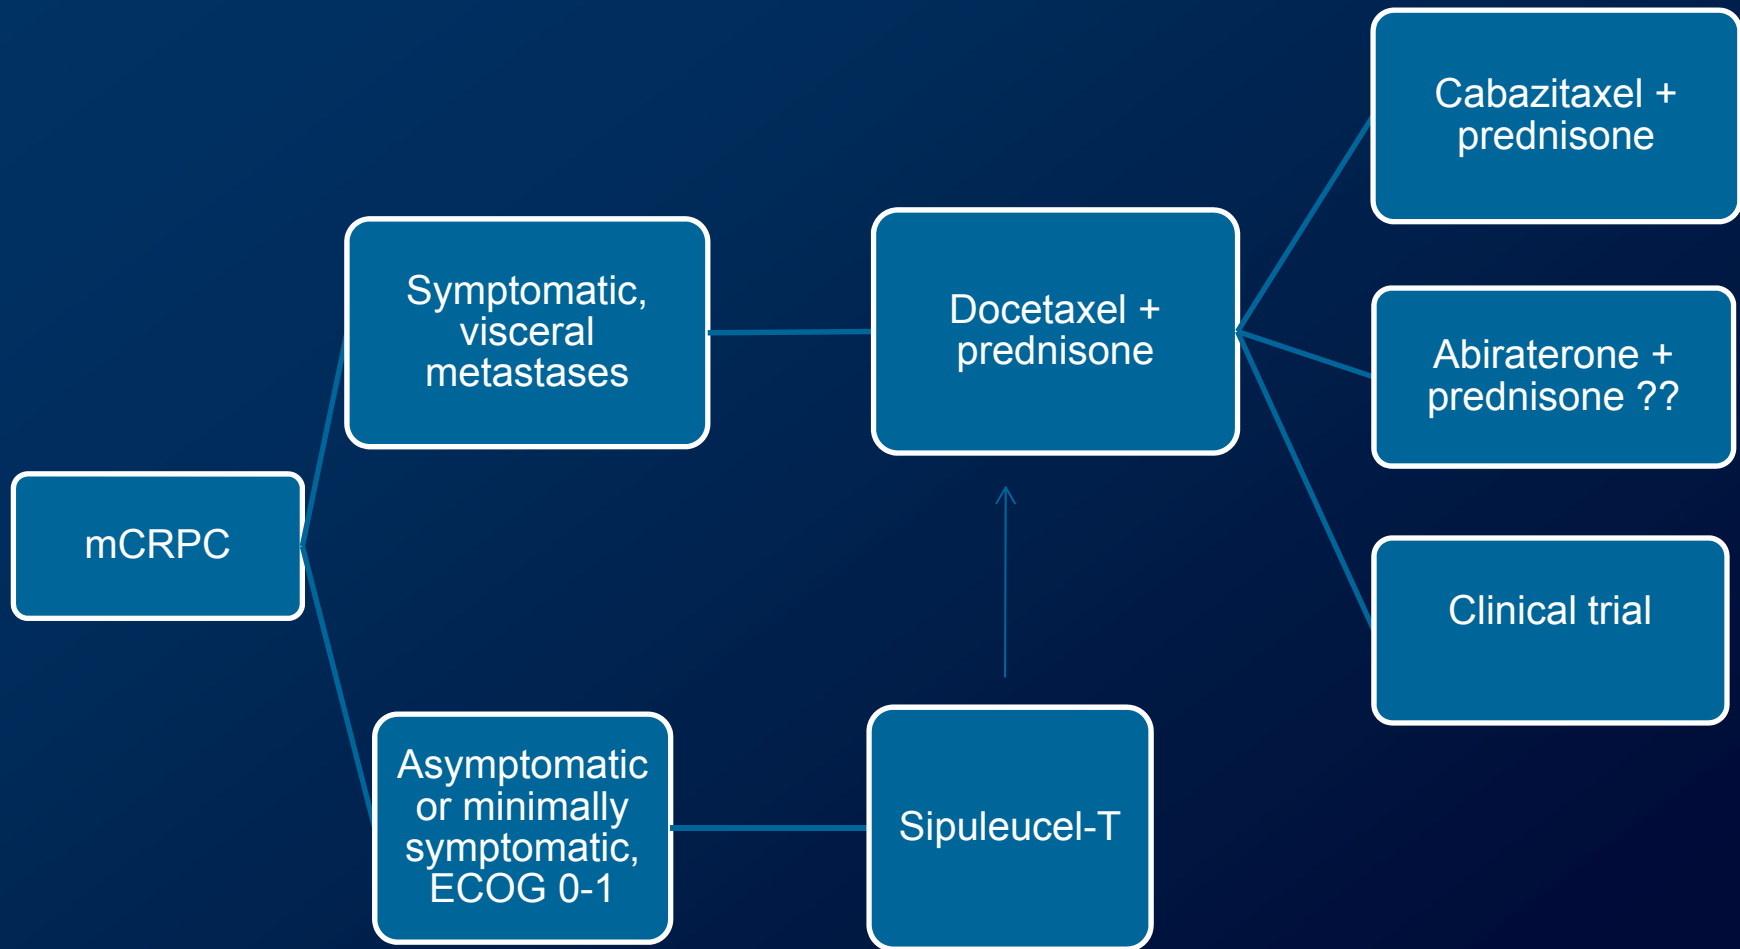 mCRPC
Symptomatic,
visceral
metastases
Docetaxel +
prednisone
Cabazitaxel +
prednisone
Abiraterone +
prednisone ??
Clinical trial
Asymptomatic
or minimally
symptomatic,
ECOG 0-1
Sipuleucel-T